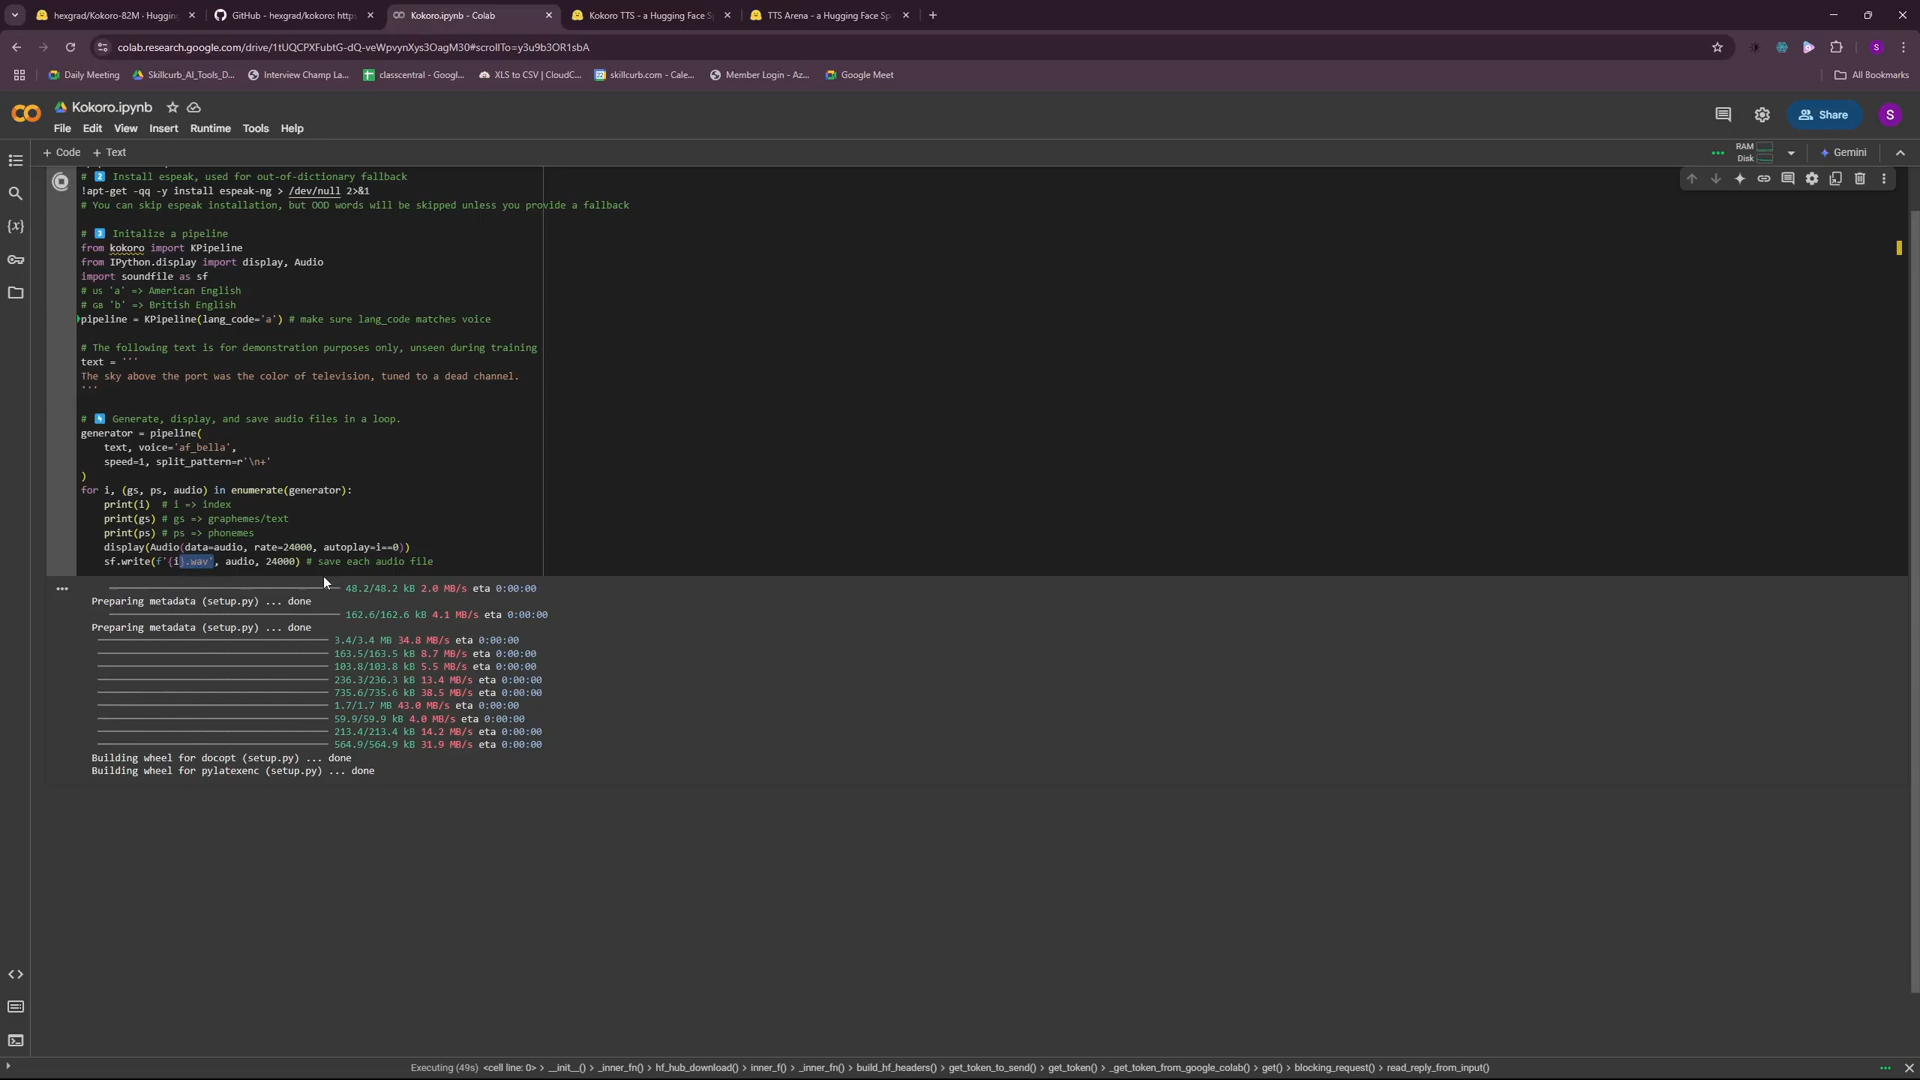 hexgrad/Kokoro-82M · Hugging
GitHub - hexgrad/kokoro: https
Kokoro.ipynb - Colab
Kokoro TTS - a Hugging Face S
TTS Arena - a Hugging Face Sp
colab.research.google.com/drive/1tUQCPXFubtG-dQ-veWpvynXys3OagM30#scrollTo=y3u9b3OR1sbA
S
Daily Meeting
Skillcurb_AI_Tools_D...
Interview Champ La...
classcentral - Googl...
XLS to CSV | CloudC...
skillcurb.com - Cale...
Member Login - Az...
Google Meet
All Bookmarks
Kokoro.ipynb
File Edit View Insert Runtime Tools Help
Share
S
+ Code + Text
RAM
Disk
Gemini
# 2 Install espeak, used for out-of-dictionary fallback
!apt-get -qq -y install espeak-ng > /dev/null 2>&1
# You can skip espeak installation, but OOD words will be skipped unless you provide a fallback
# 3 Initalize a pipeline
from kokoro import KPipeline
from IPython.display import display, Audio
import soundfile as sf
# US 'a' => American English
# GB 'b' => British English
pipeline = KPipeline(lang_code='a') # make sure lang_code matches voice
# The following text is for demonstration purposes only, unseen during training
text = '''
The sky above the port was the color of television, tuned to a dead channel.
'''
# 4 Generate, display, and save audio files in a loop.
generator = pipeline(
text, voice='af_bella',
speed=1, split_pattern=r'\n+'
)
for i, (gs, ps, audio) in enumerate(generator):
print(i) # i => index
print(gs) # gs => graphemes/text
print(ps) # ps => phonemes
display(Audio(data=audio, rate=24000, autoplay=i==0))
sf.write(f'{i}.wav', audio, 24000) # save each audio file
48.2/48.2 kB 2.0 MB/s eta 0:00:00
Preparing metadata (setup.py) ... done
162.6/162.6 kB 4.1 MB/s eta 0:00:00
Preparing metadata (setup.py) ... done
3.4/3.4 MB 34.8 MB/s eta 0:00:00
163.5/163.5 kB 8.7 MB/s eta 0:00:00
103.8/103.8 kB 5.5 MB/s eta 0:00:00
236.3/236.3 kB 13.4 MB/s eta 0:00:00
735.6/735.6 kB 38.5 MB/s eta 0:00:00
1.7/1.7 MB 43.0 MB/s eta 0:00:00
59.9/59.9 kB 4.0 MB/s eta 0:00:00
213.4/213.4 kB 14.2 MB/s eta 0:00:00
564.9/564.9 kB 31.9 MB/s eta 0:00:00
Building wheel for docopt (setup.py) ... done
Building wheel for pylatexenc (setup.py) ... done
Executing (49s) <cell line: 0> > __init__() > _inner_fn() > hf_hub_download() > inner_f() > _inner_fn() > build_hf_headers() > get_token_to_send() > get_token() > _get_token_from_google_colab() > get() > blocking_request() > read_reply_from_input()